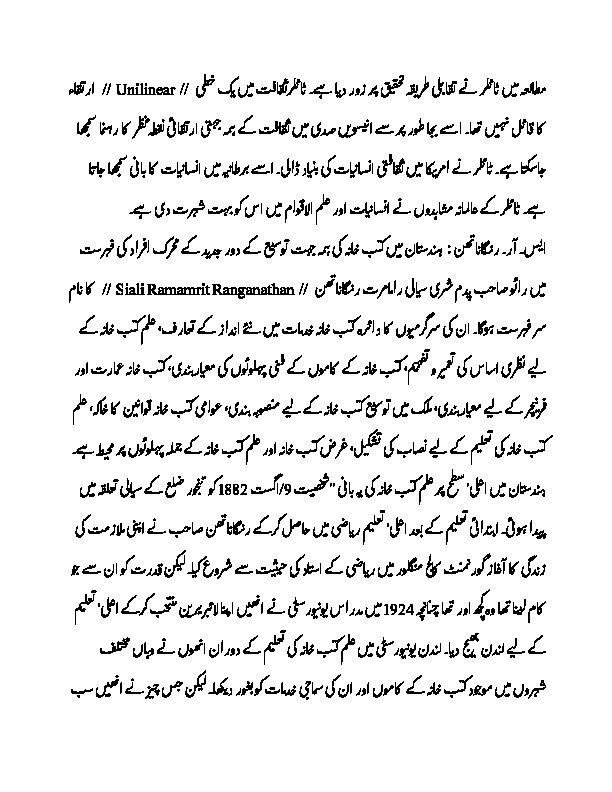 مطالعہ میں ٹائلر نے تقابلی طریقہ تحقیق پر زور دیا ہے۔ ٹائلر ثقافت میں یک خطی // Unilinear // ارتقاء
کا قائل نہیں تھا۔ اسے بجا طور پر سے انیسویں صدی میں ثقافت کے ہمہ جہتی ارتقائی نقطہ نظر کا رہنما سمجھا
جاسکتا ہے۔ ٹائلر نے امریکا میں ثقافتی انسانیات کی بنیاد ڈالی۔ اسے برطانیہ میں انسانیات کا بانی سمجھا جاتا
ہے۔ ٹائلر کے عالمانہ مشاہدوں نے انسانیات اور علم الاقوام میں اس کو بہت شہرت دی ہے۔
ایس۔ آر۔ رنگاناتھن : ہندستان میں کتب خانہ کی ہمہ جہت توسیع کے دور جدید کے محرک افراد کی فہرست
میں رائو صاحب پدم شری سیالی رامامرت رنگاناتھن // Siali Ramamrit Ranganathan // کا نام
سر فہرست ہوگا۔ ان کی سرگرمیوں کا دائرہ کتب خانہ خدمات میں نئے انداز کے تعارف، علم کتب خانہ کے
لیے نظری اساس کی تعمیر و تفہیم، کتب خانہ کے کاموں کے فنی پہلوئوں کی معیاربندی، کتب خانہ عمارت اور
فرنیچر کے لیے معیاربندی، ملک میں توسیع کتب خانہ کے لیے منصوبہ بندی، عوامی کتب خانہ قوانین کا خاکہ، علم
کتب خانہ کی تعلیم کے لیے نصاب کی تشکیل، غرض کتب خانہ اور علم کتب خانہ کے جملہ پہلوئوں پر محیط ہے۔
ہندستان میں اعلیٰ' سطح پر علم کتب خانہ کی یہ بانی "شخصیت 9/اگست 1882کو تنجور ضلع کے سیالی تعلقہ میں
پیدا ہوئی۔ ابتدائی تعلیم کے بعد اعلیٰ' تعلیم ریاضی میں حاصل کرکے رنگاناتھن صاحب نے اپنی ملازمت کی
زندگی کا آغاز گورنمنٹ کالج منگلور میں ریاضی کے استاد کی حیثیت سے شروع کیا۔ لیکن قدرت کو ان سے جو
کام لینا تھا وہ کچھ اور تھا چنانچہ 1924میں مدراس یونیورسٹی نے انھیں اپنا لائبریرین منتخب کرکے اعلیٰ' تعلیم
کے لیے لندن بھیج دیا۔ لندن یونیورسٹی میں علم کتب خانہ کی تعلیم کے دوران انھوں نے وہاں مختلف
شہروں میں موجود کتب خانہ کے کاموں اور ان کی سماجی خدمات کو بغور دیکھا۔ لیکن جس چیز نے انھیں سب